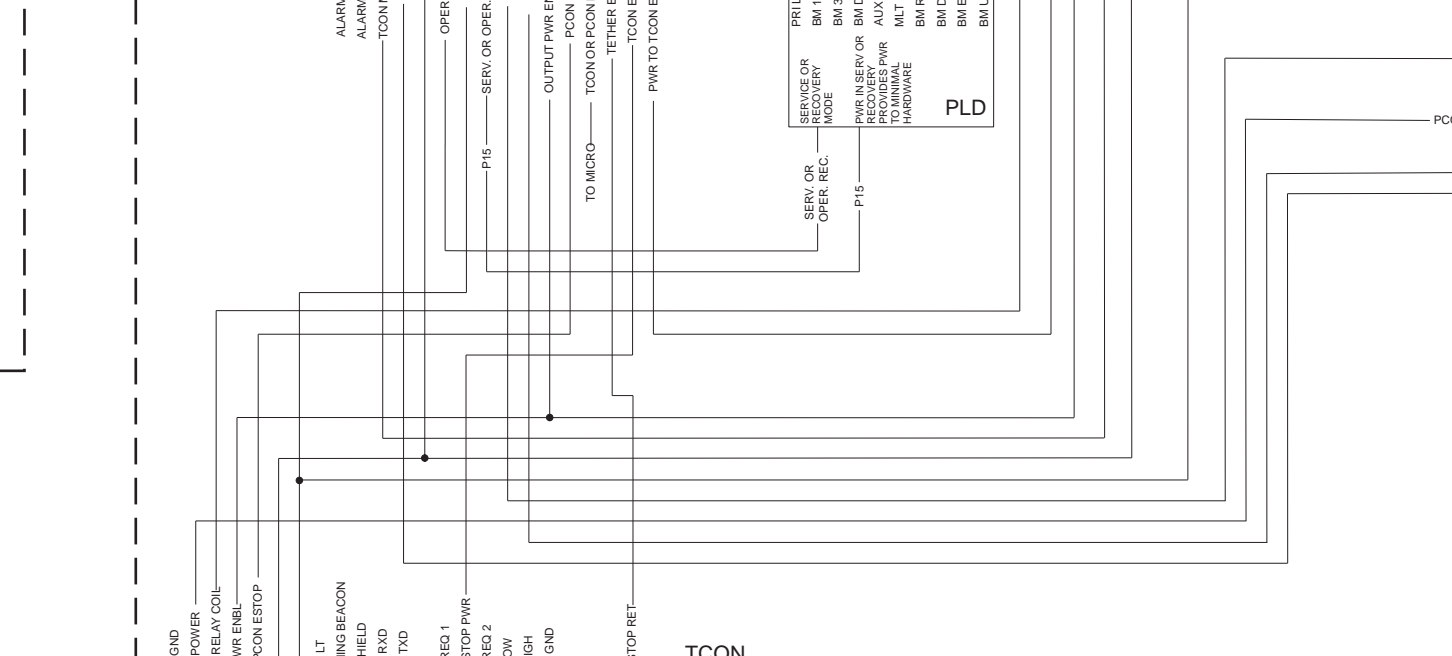 ALARM
ALARM
TCON
OPER
SERV. OR OPER.
P15
OUTPUT PWR EN
PCON
TO MICRO
TCON OR PCON
TETHER E
TCON E
PWR TO TCON E
PRI L
BM 1
BM 3
BM D
AUX
MLT
BM R
BM D
BM E
BM U
SERVICE OR
RECOVERY
MODE
PWR IN SERV OR
RECOVERY
PROVIDES PWR
TO MINIMAL
HARDWARE
PLD
SERV. OR
OPER. REC.
P15
PCO
GND
POWER
RELAY COIL
WR ENBL
PCON ESTOP
LT
ING BEACON
HIELD
RXD
TXD
REQ 1
STOP PWR
REQ 2
OW
IGH
GND
STOP RET
TCON